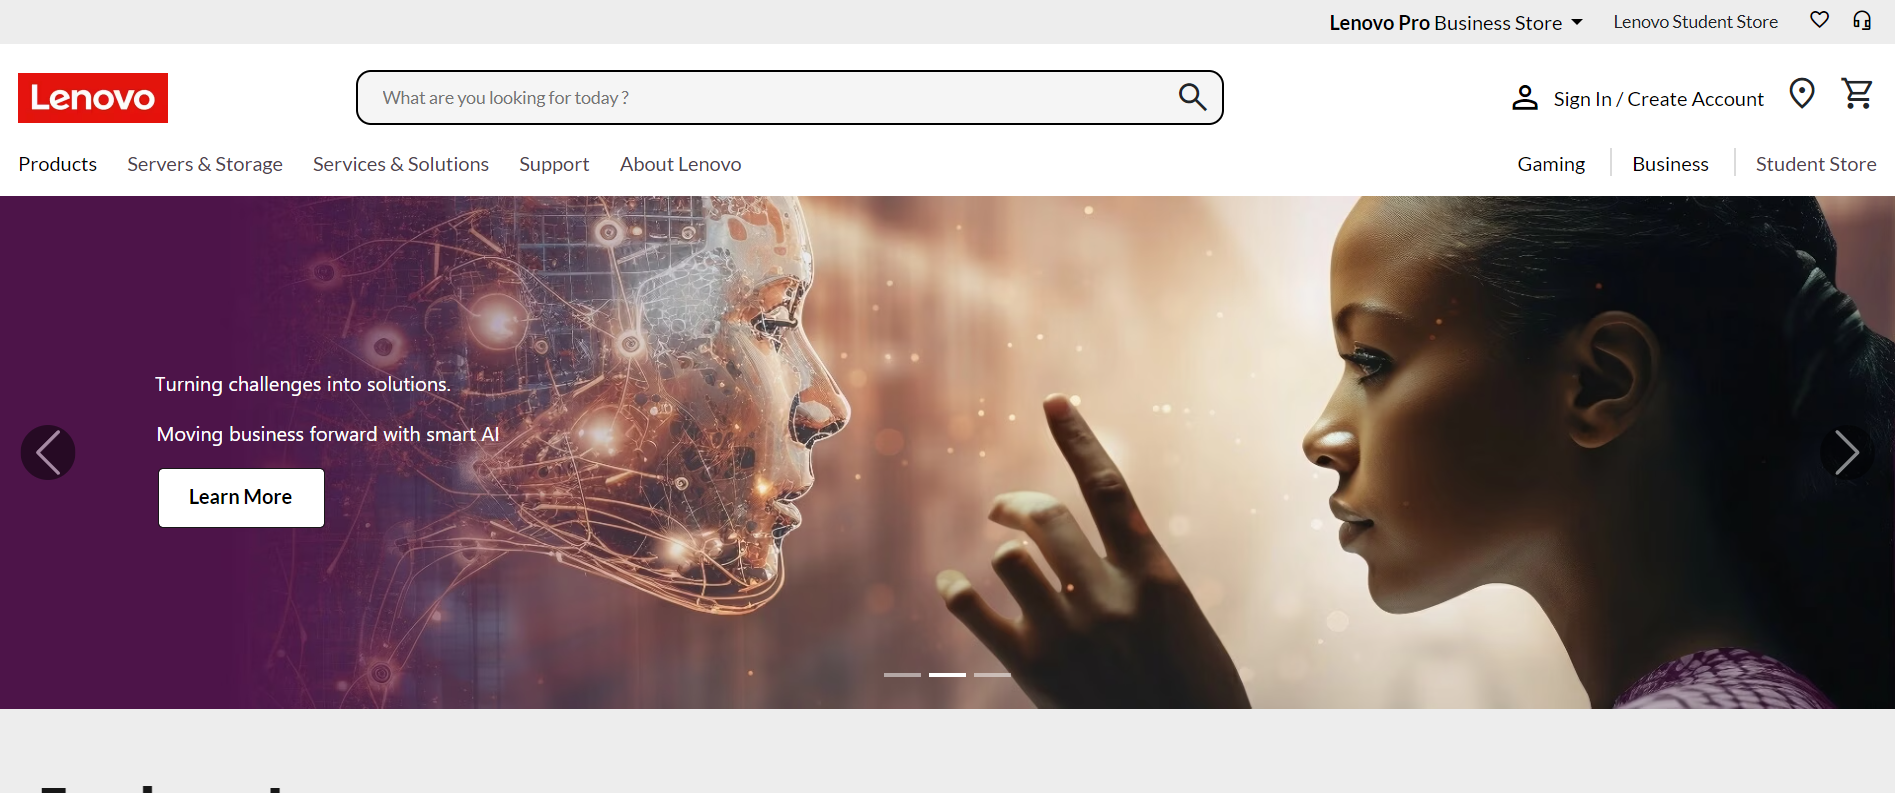 Lenovo Pro Business Store
Lenovo Student Store
Lenovo
What are you looking for today ?
Sign In / Create Account
Products
Servers & Storage
Services & Solutions
Support
About Lenovo
Gaming
Business
Student Store
Turning challenges into solutions.
Moving business forward with smart AI
Learn More